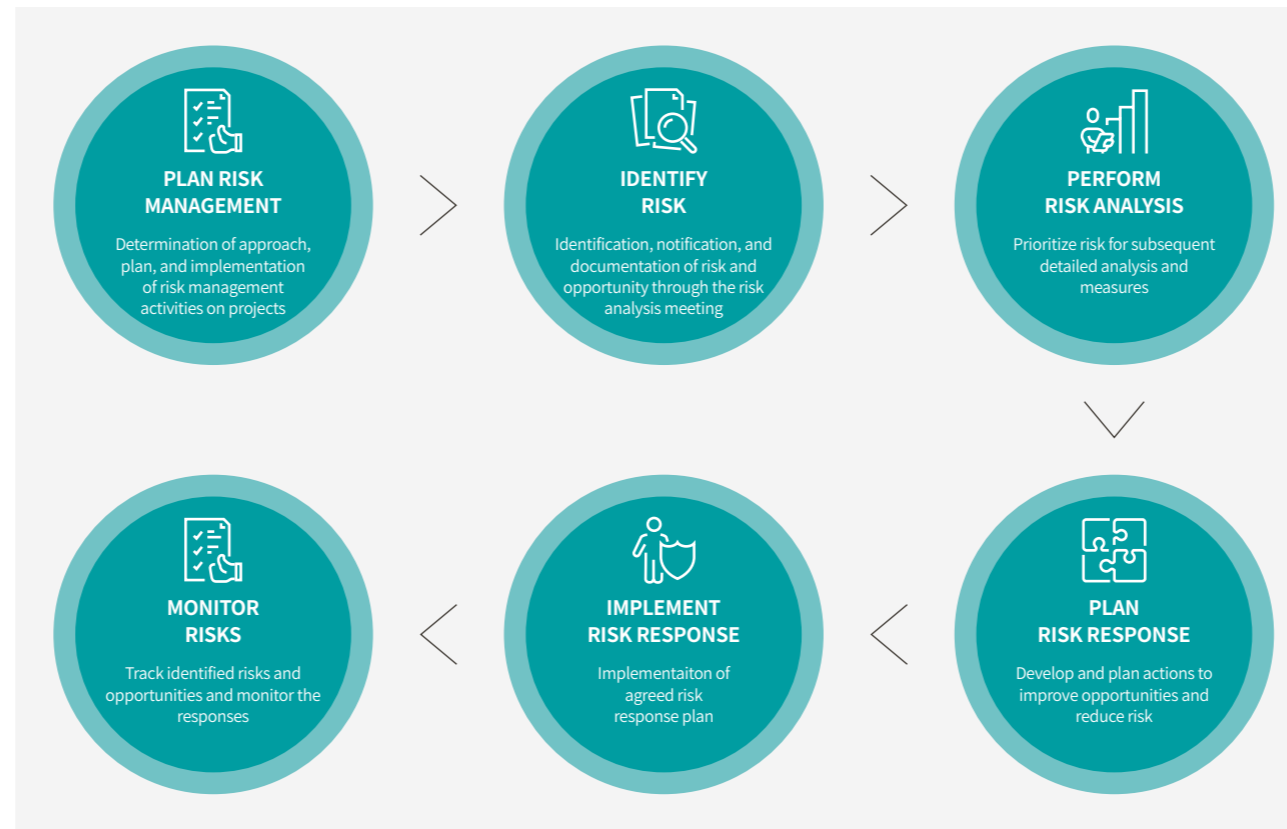 PLAN RISK
MANAGEMENT
Determination of approach,
plan, and implementation
of risk management
activities on projects
IDENTIFY
RISK
Identification, notification, and
documentation of risk and
opportunity through the risk
analysis meeting
PERFORM
RISK ANALYSIS
Prioritize risk for subsequent
detailed analysis and
measures
PLAN
RISK RESPONSE
Develop and plan actions to
improve opportunities and
reduce risk
IMPLEMENT
RISK RESPONSE
Implementaiton of
agreed risk
response plan
MONITOR
RISKS
Track identified risks and
opportunities and monitor the
responses